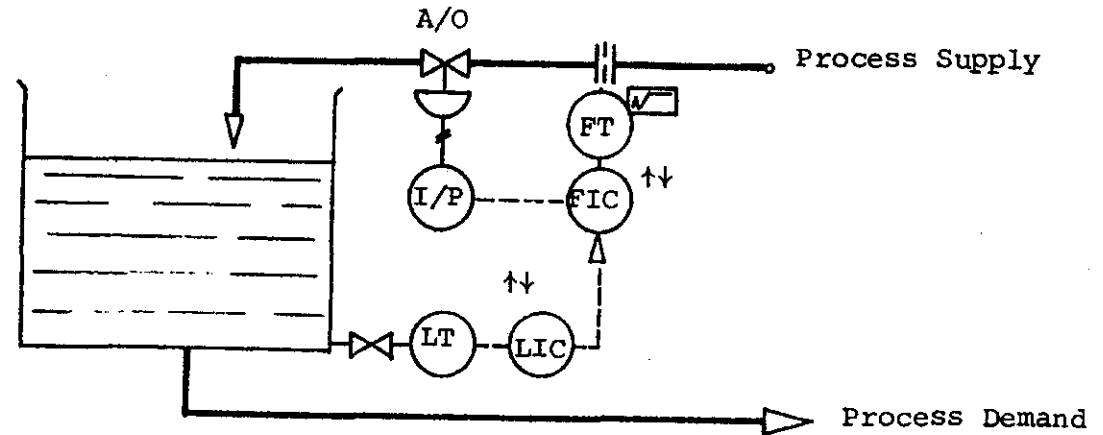 A/O
Process Supply
√
FT
I/P
FIC
↑↓
↑↓
LT
LIC
Process Demand